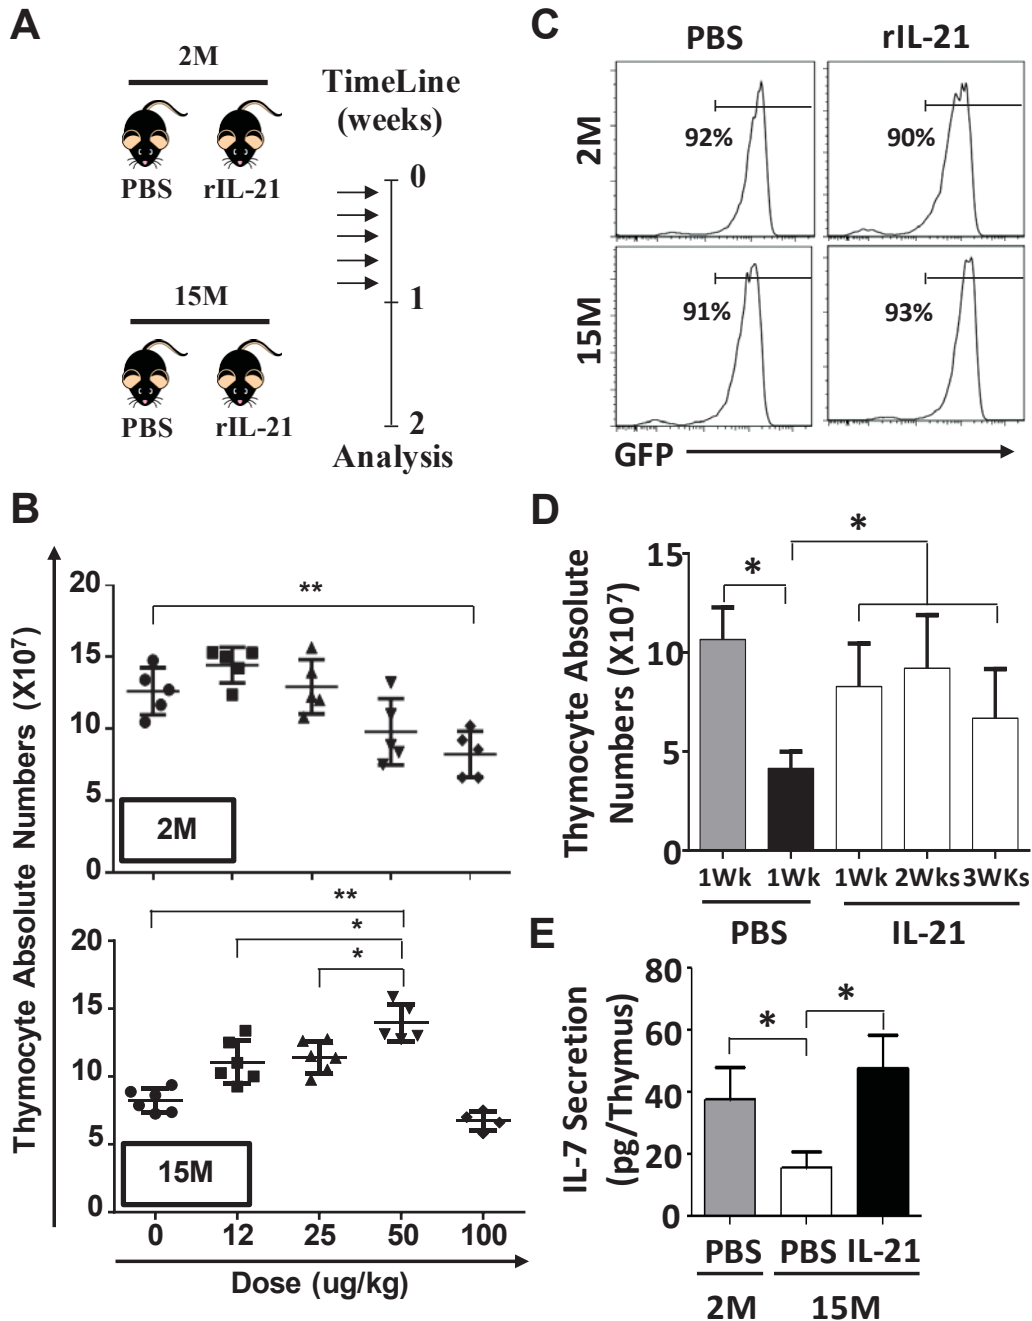 A
2M
PBS rIL-21
15M
PBS rIL-21
TimeLine
(weeks)
0
1
2
Analysis
B
Thymocyte Absolute Numbers (X10⁷)
20
15
10
5
0
**
2M
20
15
10
5
0
**
*
*
15M
0 12 25 50 100
Dose (ug/kg)
C
PBS rIL-21
2M
92% 90%
15M
91% 93%
GFP
D
Thymocyte Absolute
Numbers (X10⁷)
15
10
5
0
* *
1Wk 1Wk 1Wk 2Wks 3WKs
PBS IL-21
E
IL-7 Secretion
(pg/Thymus)
80
60
40
20
0
* *
PBS PBS IL-21
2M 15M